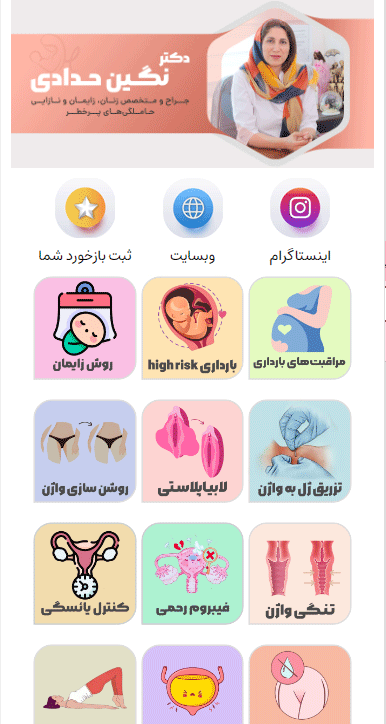 دکتر
نگین حدادی
جراح و متخصص زنان، زایمان و نازایی
حاملگی‌های پرخطر
اینستاگرام
وبسایت
ثبت بازخورد شما
مراقبت‌های بارداری
بارداری high risk
روش زایمان
تزریق ژل به واژن
لابیاپلاستی
روشن سازی واژن
تنگی واژن
فیبروم رحمی
کنترل یائسگی